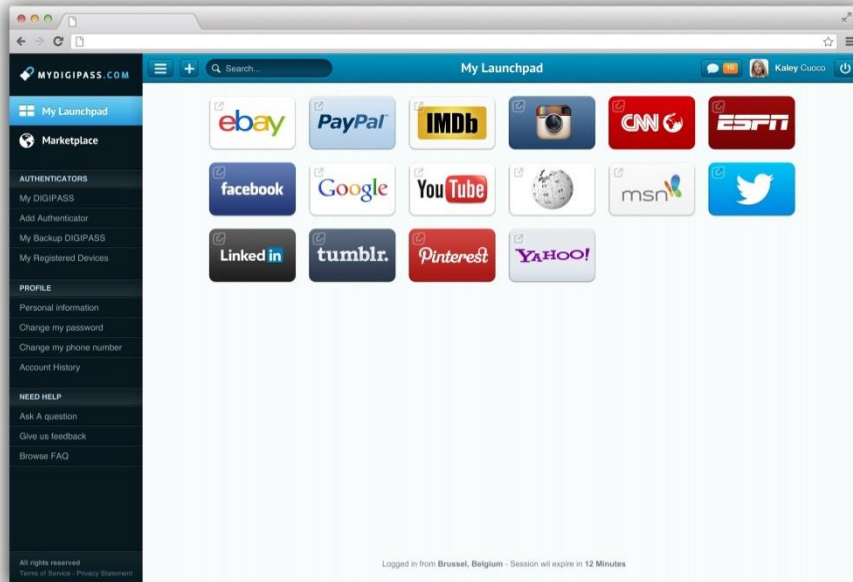 MYDIGIPASS.COM
Search...
My Launchpad
Kaley Cuoco
My Launchpad
Marketplace
AUTHENTICATORS
My DIGIPASS
Add Authenticator
My Backup DIGIPASS
My Registered Devices
PROFILE
Personal information
Change my password
Change my phone number
Account History
NEED HELP
Ask A question
Give us feedback
Browse FAQ
All rights reserved
Terms of Service - Privacy Statement
ebay
PayPal
IMDb
CNN
ESPN
facebook
Google
YouTube
msn
Linked in
tumblr.
Pinterest
YAHOO!
Logged in from Brussel, Belgium - Session wil expire in 12 Minutes